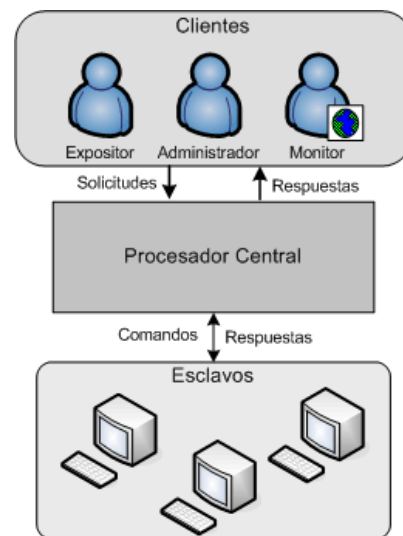 Clientes
Expositor Administrador Monitor
Solicitudes Respuestas
Procesador Central
Comandos Respuestas
Esclavos